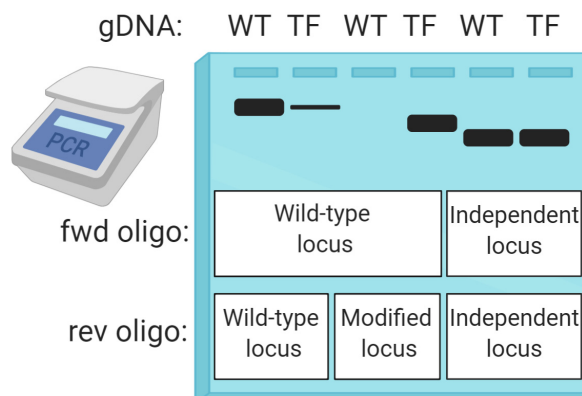 gDNA: WT TF WT TF WT TF
PCR
fwd oligo:
Wild-type
locus
Independent
locus
rev oligo:
Wild-type
locus
Modified
locus
Independent
locus